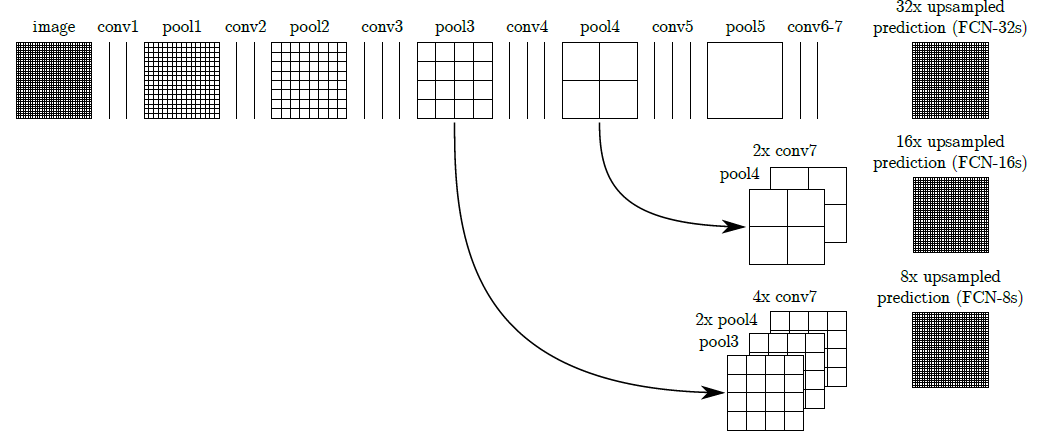 image conv1 pool1 conv2 pool2 conv3 pool3 conv4 pool4 conv5 pool5 conv6-7
32x upsampled
prediction (FCN-32s)
2x conv7
pool4
16x upsampled
prediction (FCN-16s)
4x conv7
2x pool4
pool3
8x upsampled
prediction (FCN-8s)